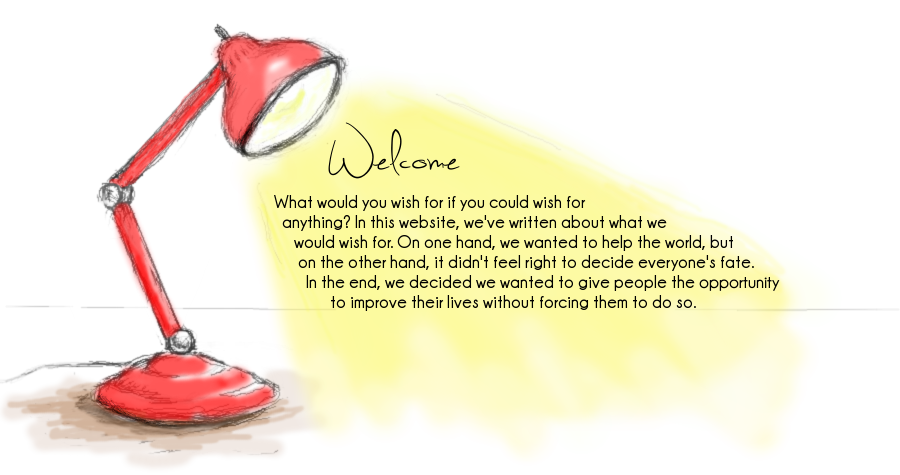 Welcome
What would you wish for if you could wish for
anything? In this website, we've written about what we
would wish for. On one hand, we wanted to help the world, but
on the other hand, it didn't feel right to decide everyone's fate.
In the end, we decided we wanted to give people the opportunity
to improve their lives without forcing them to do so.